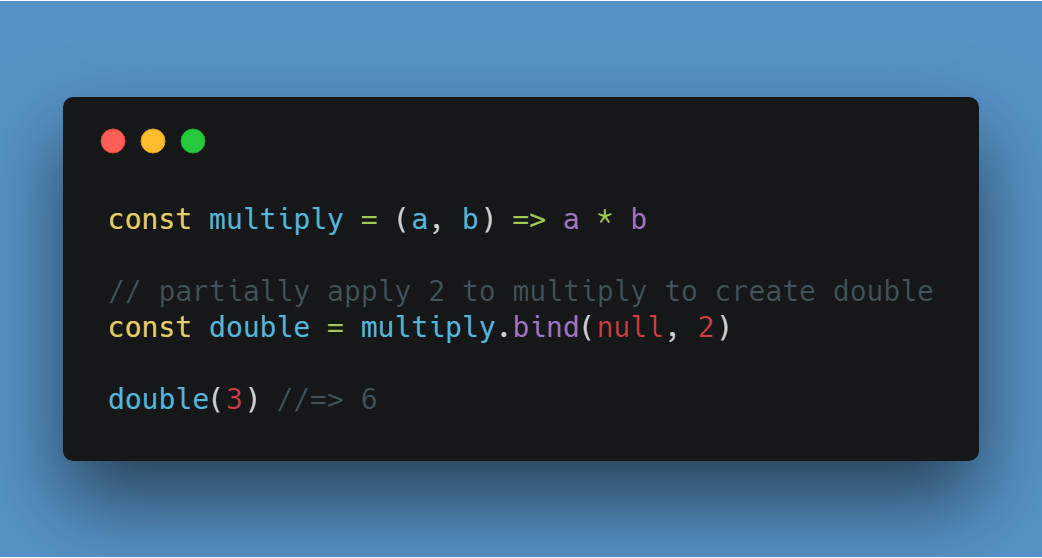 const multiply = (a, b) => a * b
// partially apply 2 to multiply to create double
const double = multiply.bind(null, 2)
double(3) //=> 6